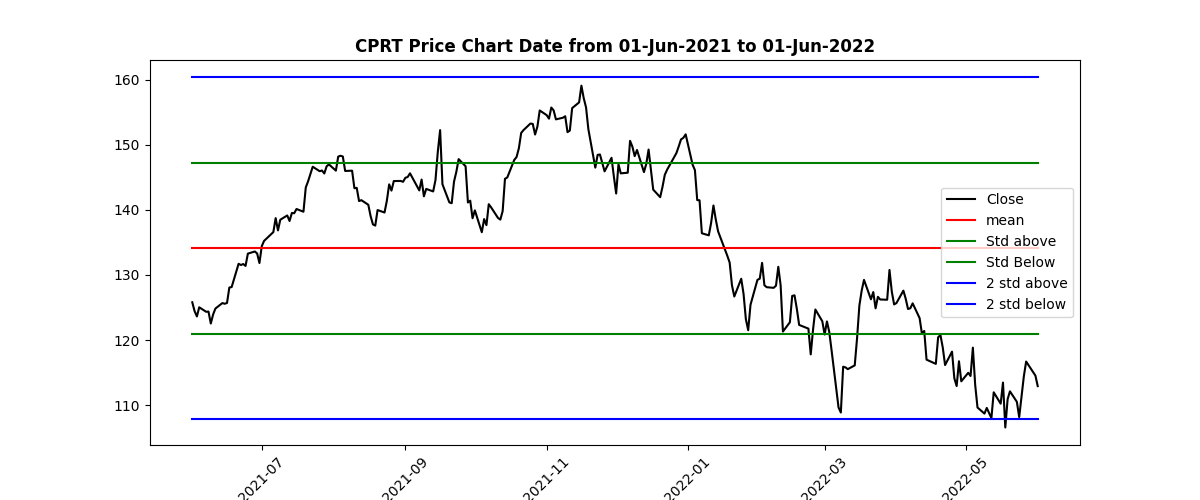 CPRT Price Chart Date from 01-Jun-2021 to 01-Jun-2022
160
150
140
130
120
110
Close
mean
Std above
Std Below
2 std above
2 std below
2021-07
2021-09
2021-11
2022-01
2022-03
2022-05